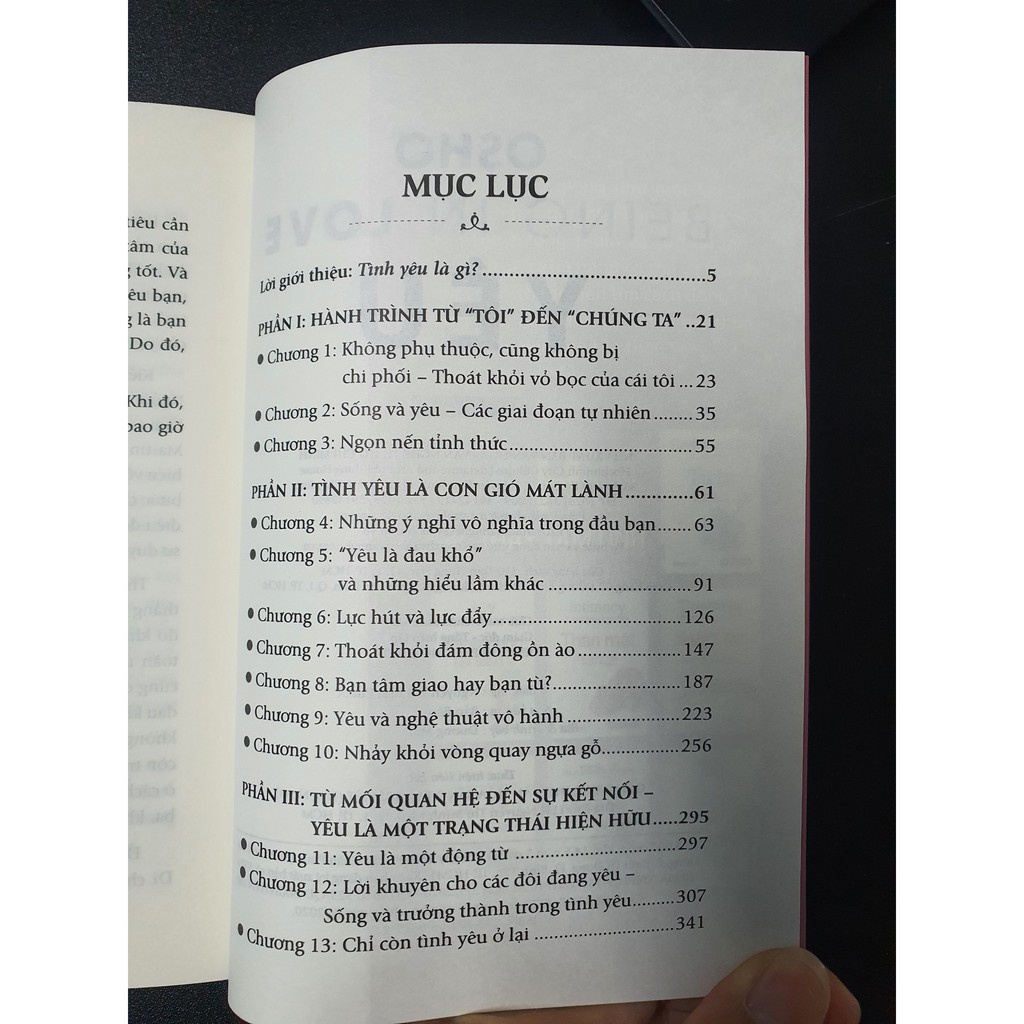 tiêu cần
tâm của
tốt. Và
êu bạn,
là bạn
Do đó,
Khi đó,
bao giờ
MỤC LỤC
Lời giới thiệu: Tình yêu là gì?..........................................5
PHẦN I: HÀNH TRÌNH TỪ “TÔI” ĐẾN “CHÚNG TA” ..21
• Chương 1: Không phụ thuộc, cũng không bị
chi phối – Thoát khỏi vỏ bọc của cái tôi ...23
• Chương 2: Sống và yêu – Các giai đoạn tự nhiên........35
• Chương 3: Ngọn nến tỉnh thức....................................55
PHẦN II: TÌNH YÊU LÀ CƠN GIÓ MÁT LÀNH............61
• Chương 4: Những ý nghĩ vô nghĩa trong đầu bạn.......63
• Chương 5: “Yêu là đau khổ”
và những hiểu lầm khác ............................91
• Chương 6: Lực hút và lực đẩy......................................126
• Chương 7: Thoát khỏi đám đông ồn ào.....................147
• Chương 8: Bạn tâm giao hay bạn tù?..........................187
• Chương 9: Yêu và nghệ thuật vô hành .......................223
• Chương 10: Nhảy khỏi vòng quay ngựa gỗ.................256
PHẦN III: TỪ MỐI QUAN HỆ ĐẾN SỰ KẾT NỐI –
YÊU LÀ MỘT TRẠNG THÁI HIỆN HỮU.....295
• Chương 11: Yêu là một động từ ................................297
• Chương 12: Lời khuyên cho các đôi đang yêu –
Sống và trưởng thành trong tình yêu.........307
• Chương 13: Chỉ còn tình yêu ở lại .............................341